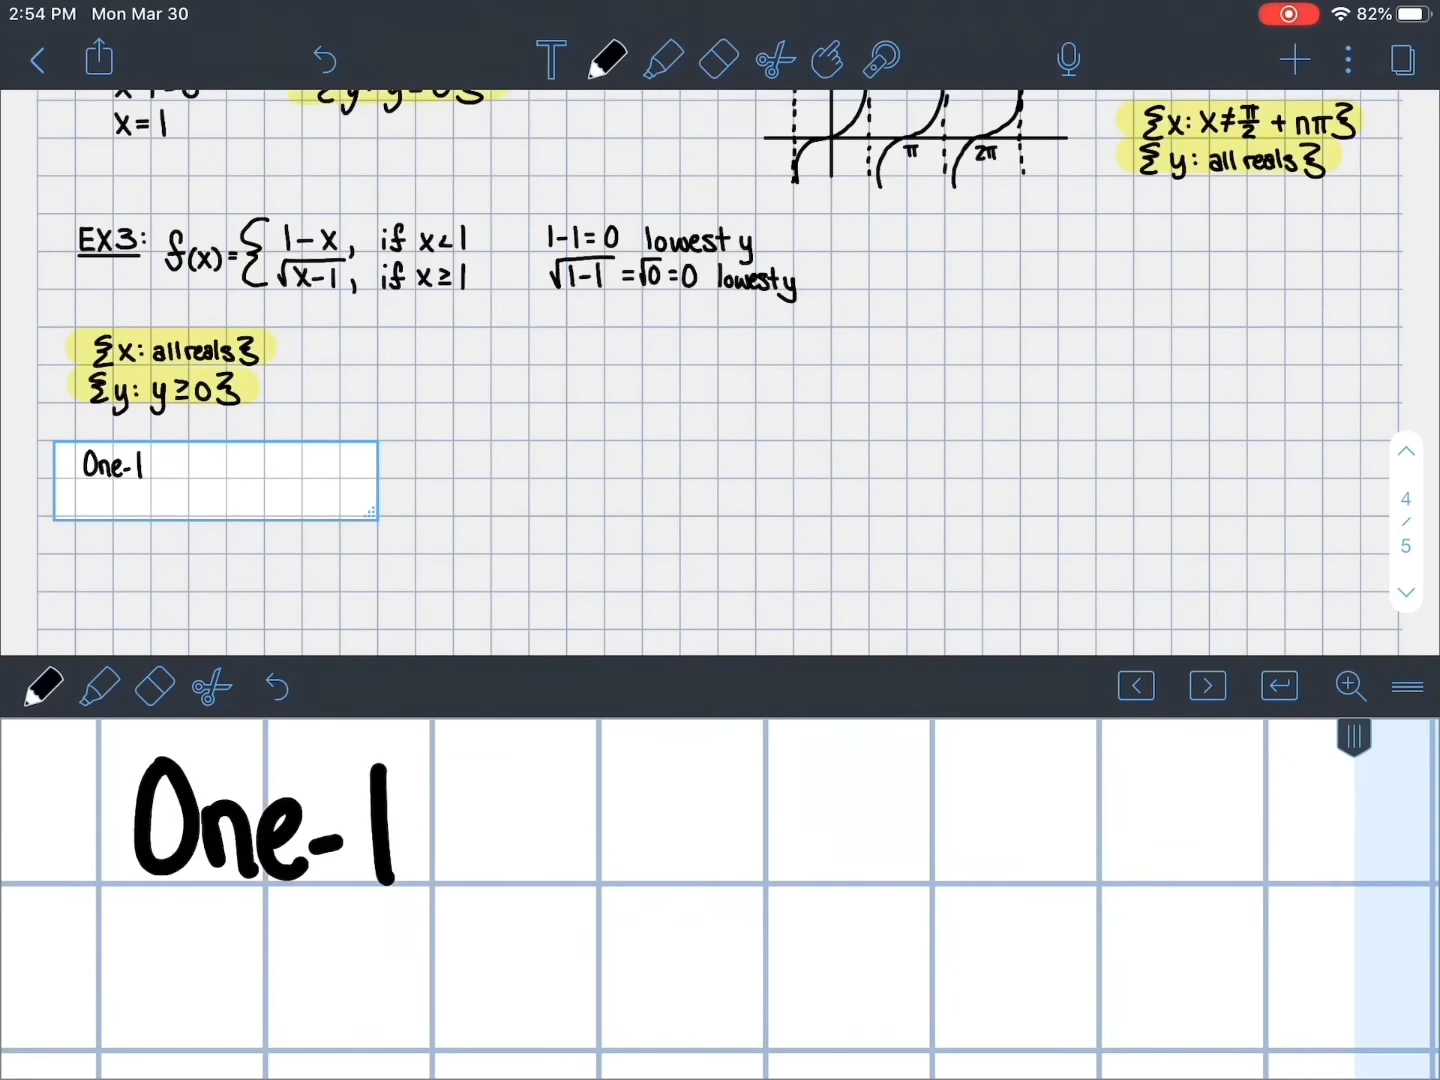 2:54 PM Mon Mar 30
82%
x = 1
π 2π
{x: x ≠ π/2 + nπ}
{y: all reals}
EX3: f(x) = { 1-x, if x < 1
√x-1, if x ≥ 1
1-1=0 lowest y
√1-1 = √0 = 0 lowest y
{x: all reals}
{y: y ≥ 0}
One-1
4
/
5
One-1